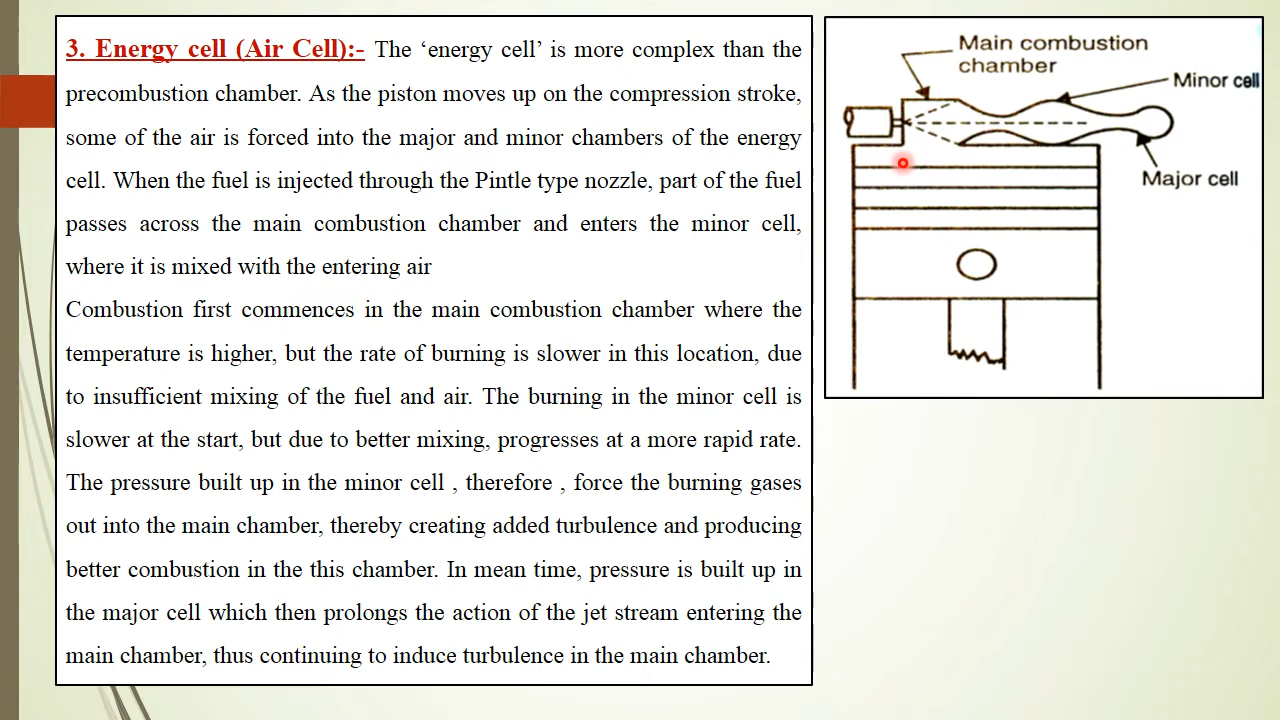 3. Energy cell (Air Cell):- The ‘energy cell’ is more complex than the
precombustion chamber. As the piston moves up on the compression stroke,
some of the air is forced into the major and minor chambers of the energy
cell. When the fuel is injected through the Pintle type nozzle, part of the fuel
passes across the main combustion chamber and enters the minor cell,
where it is mixed with the entering air
Combustion first commences in the main combustion chamber where the
temperature is higher, but the rate of burning is slower in this location, due
to insufficient mixing of the fuel and air. The burning in the minor cell is
slower at the start, but due to better mixing, progresses at a more rapid rate.
The pressure built up in the minor cell , therefore , force the burning gases
out into the main chamber, thereby creating added turbulence and producing
better combustion in the this chamber. In mean time, pressure is built up in
the major cell which then prolongs the action of the jet stream entering the
main chamber, thus continuing to induce turbulence in the main chamber.
Main combustion
chamber
Minor cell
Major cell